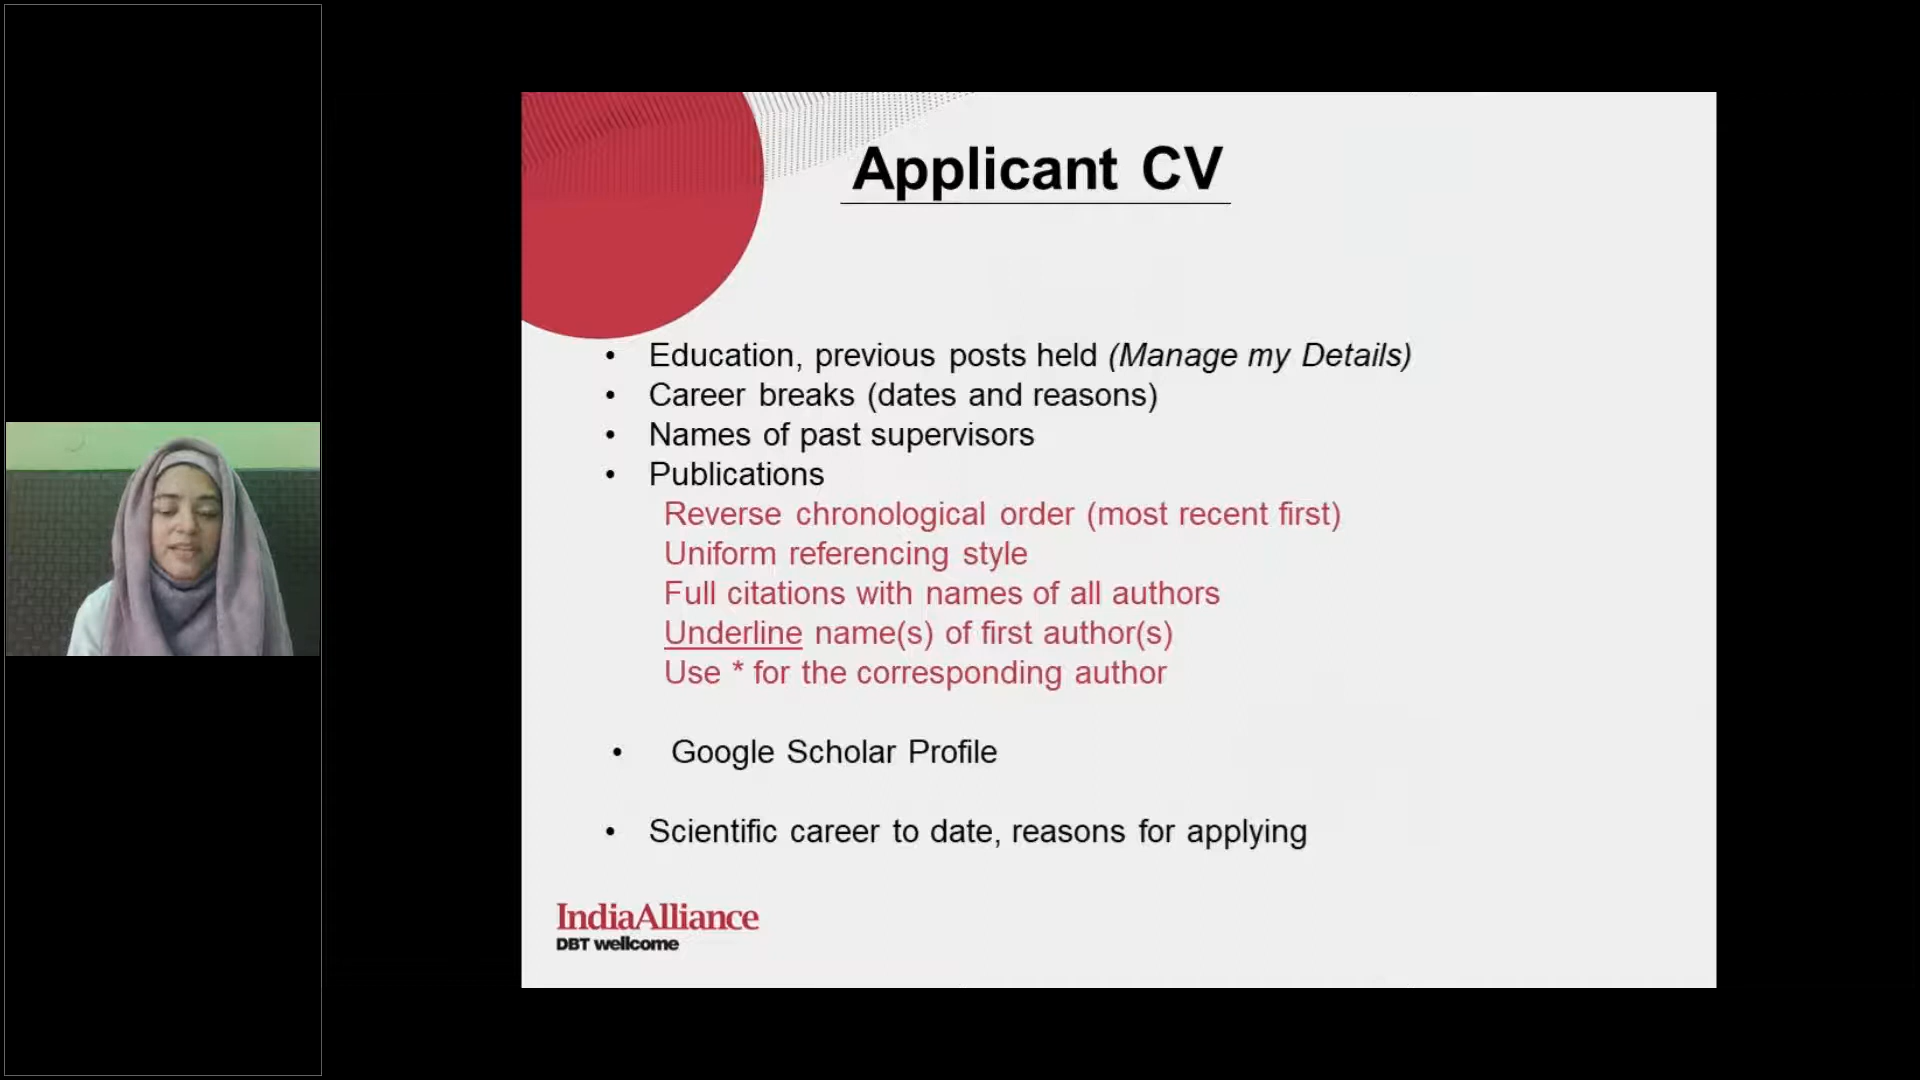 Applicant CV
• Education, previous posts held (Manage my Details)
• Career breaks (dates and reasons)
• Names of past supervisors
• Publications
Reverse chronological order (most recent first)
Uniform referencing style
Full citations with names of all authors
Underline name(s) of first author(s)
Use * for the corresponding author
• Google Scholar Profile
• Scientific career to date, reasons for applying
IndiaAlliance
DBT wellcome